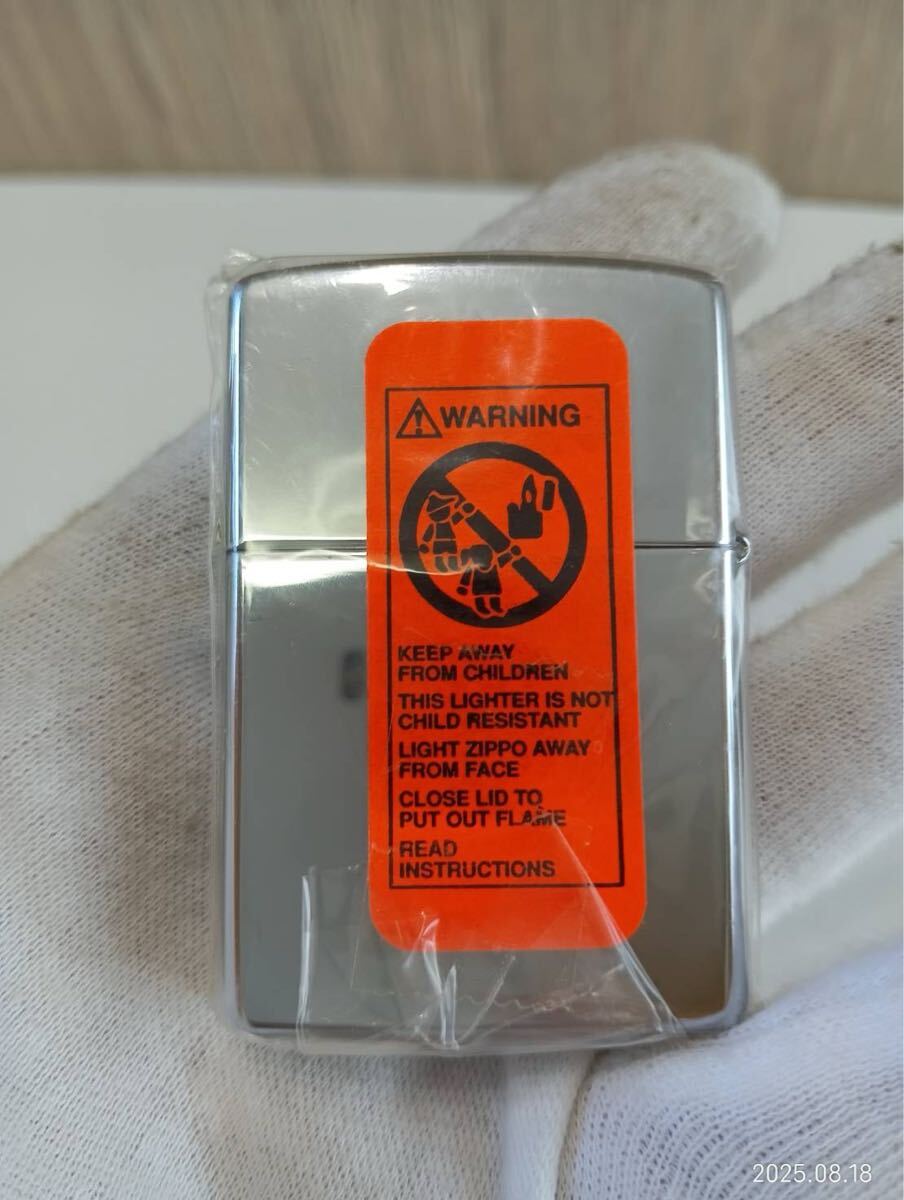 WARNING
KEEP AWAY
FROM CHILDREN
THIS LIGHTER IS NOT
CHILD RESISTANT
LIGHT ZIPPO AWAY
FROM FACE
CLOSE LID TO
PUT OUT FLAME
READ
INSTRUCTIONS
2025.08.18